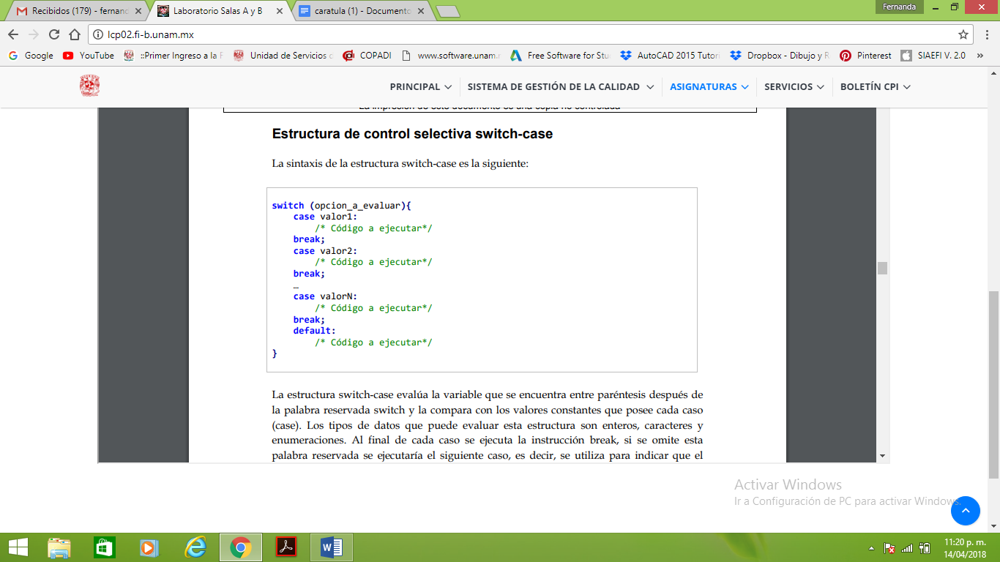 Recibidos (179) - fernand
Laboratorio Salas A y B
caratula (1) - Documento
Fernanda
lcp02.fi-b.unam.mx
Google
YouTube
::Primer Ingreso a la F
Unidad de Servicios
COPADI
www.software.unam.
Free Software for Stu
AutoCAD 2015 Tutori
Dropbox - Dibujo y R
Pinterest
SIAEFI V. 2.0
»
PRINCIPAL
SISTEMA DE GESTIÓN DE LA CALIDAD
ASIGNATURAS
SERVICIOS
BOLETÍN CPI
La impresión de este documento es una copia no controlada
Estructura de control selectiva switch-case
La sintaxis de la estructura switch-case es la siguiente:
switch (opcion_a_evaluar){
case valor1:
/* Código a ejecutar*/
break;
case valor2:
/* Código a ejecutar*/
break;
…
case valorN:
/* Código a ejecutar*/
break;
default:
/* Código a ejecutar*/
}
La estructura switch-case evalúa la variable que se encuentra entre paréntesis después de
la palabra reservada switch y la compara con los valores constantes que posee cada caso
(case). Los tipos de datos que puede evaluar esta estructura son enteros, caracteres y
enumeraciones. Al final de cada caso se ejecuta la instrucción break, si se omite esta
palabra reservada se ejecutaría el siguiente caso, es decir, se utiliza para indicar que el
Activar Windows
Ir a Configuración de PC para activar Windows.
11:20 p. m.
14/04/2018